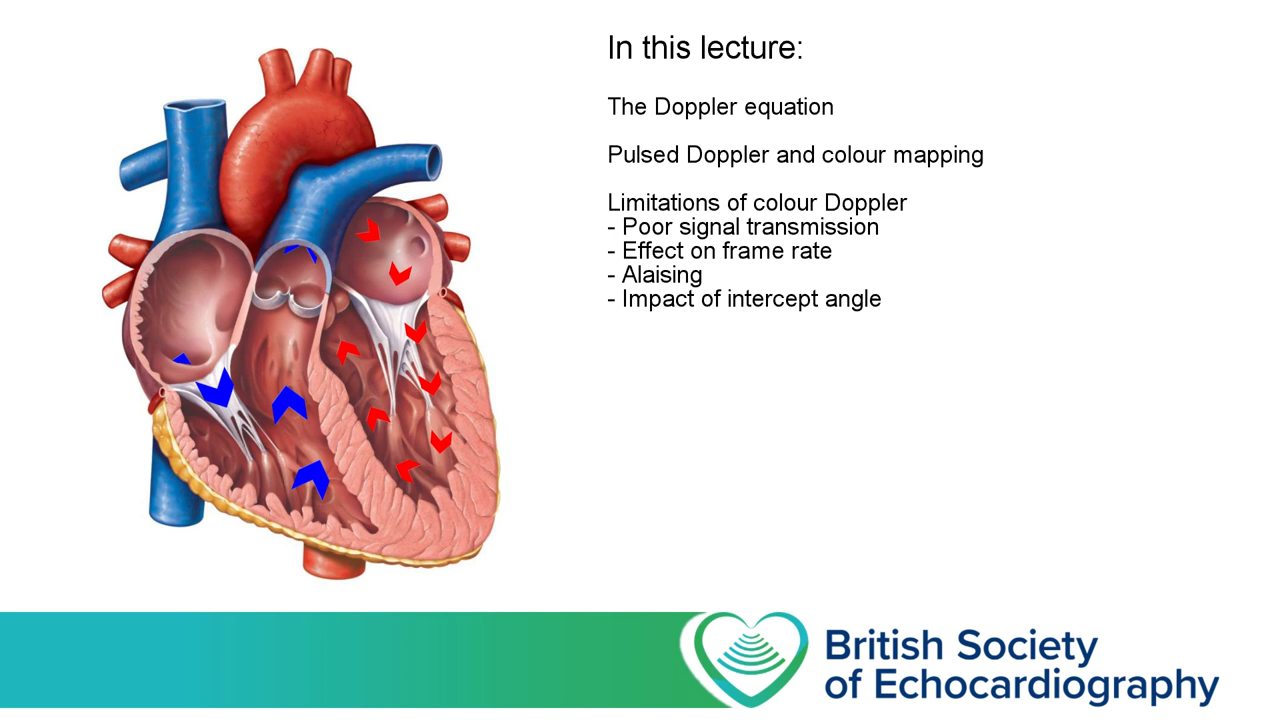 In this lecture:
The Doppler equation
Pulsed Doppler and colour mapping
Limitations of colour Doppler
- Poor signal transmission
- Effect on frame rate
- Alaising
- Impact of intercept angle
British Society
of Echocardiography